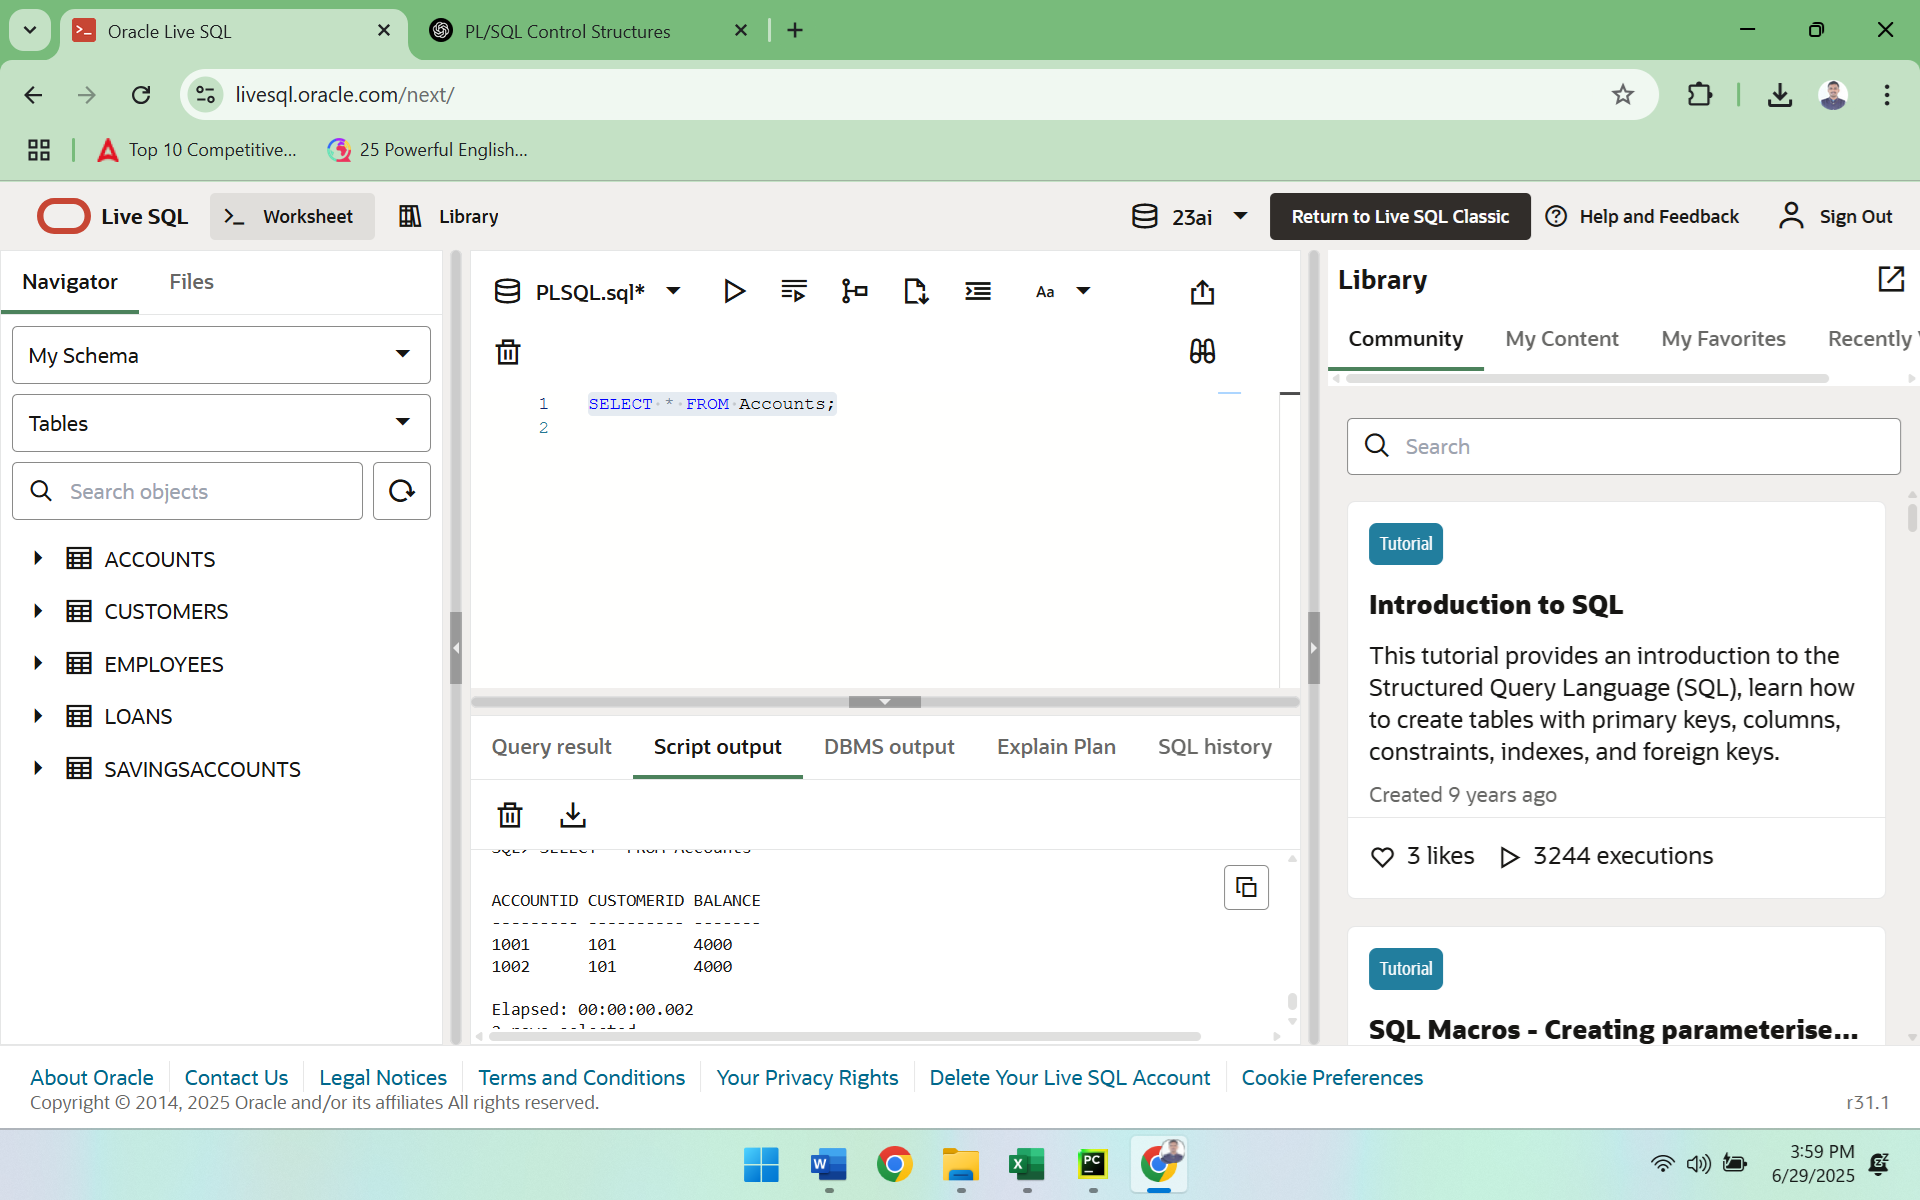 Oracle Live SQL
PL/SQL Control Structures
livesql.oracle.com/next/
Top 10 Competitive...
25 Powerful English...
Live SQL
Worksheet
Library
23ai
Return to Live SQL Classic
Help and Feedback
Sign Out
Navigator
Files
My Schema
Tables
Search objects
ACCOUNTS
CUSTOMERS
EMPLOYEES
LOANS
SAVINGSACCOUNTS
PLSQL.sql*
Aa
1 SELECT * FROM Accounts;
2
Query result
Script output
DBMS output
Explain Plan
SQL history
SQL> SELECT * FROM Accounts
ACCOUNTID CUSTOMERID BALANCE
--------- ---------- -------
1001 101 4000
1002 101 4000
Elapsed: 00:00:00.002
2 rows selected.
Library
Community
My Content
My Favorites
Recently
Search
Tutorial
Introduction to SQL
This tutorial provides an introduction to the
Structured Query Language (SQL), learn how
to create tables with primary keys, columns,
constraints, indexes, and foreign keys.
Created 9 years ago
3 likes
3244 executions
Tutorial
SQL Macros - Creating parameterise...
About Oracle
Contact Us
Legal Notices
Terms and Conditions
Your Privacy Rights
Delete Your Live SQL Account
Cookie Preferences
Copyright © 2014, 2025 Oracle and/or its affiliates All rights reserved.
r31.1
W
X
PC
3:59 PM
6/29/2025